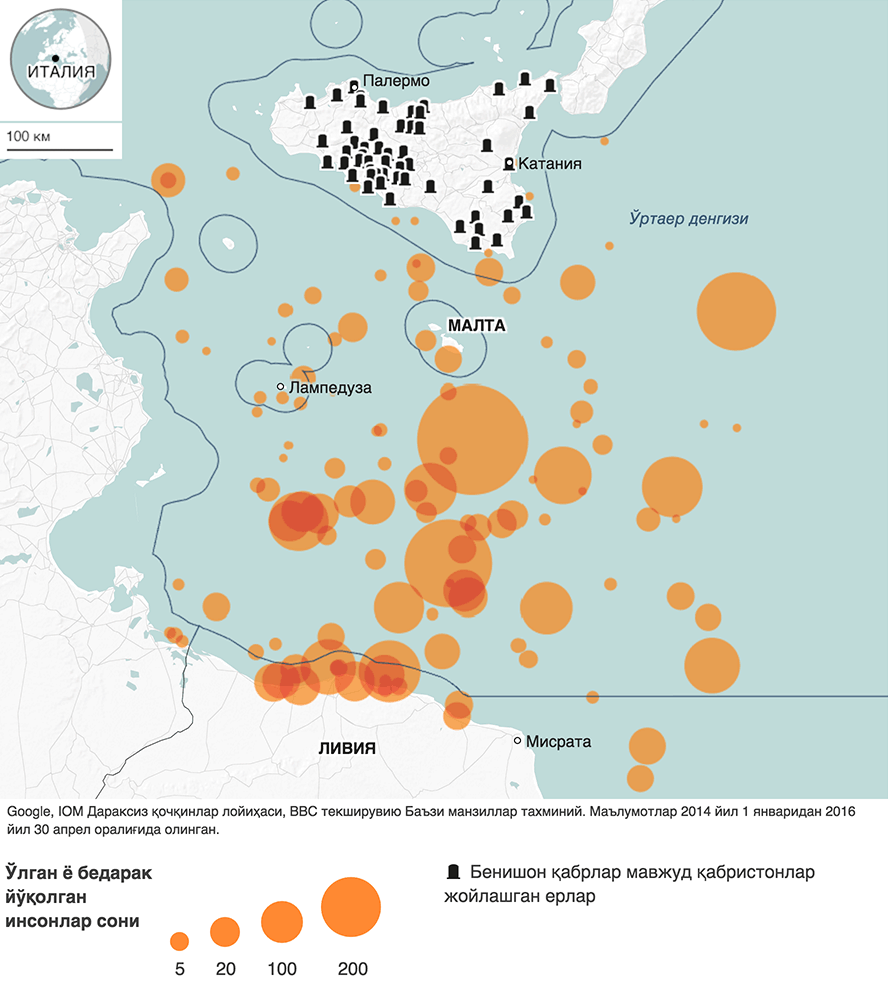 ИТАЛИЯ
100 км
Палермо
Катания
Ўртаер денгизи
МАЛТА
Лампедуза
Мисрата
ЛИВИЯ
Google, IOM Дараксиз қочқинлар лойиҳаси, BBC текширувию Баъзи манзиллар тахминий. Маълумотлар 2014 йил 1 январидан 2016
йил 30 апрел оралиғида олинган.
Ўлган ё бедарак
йўқолган
инсонлар сони
5 20 100 200
Бенишон қабрлар мавжуд қабристонлар
жойлашган ерлар